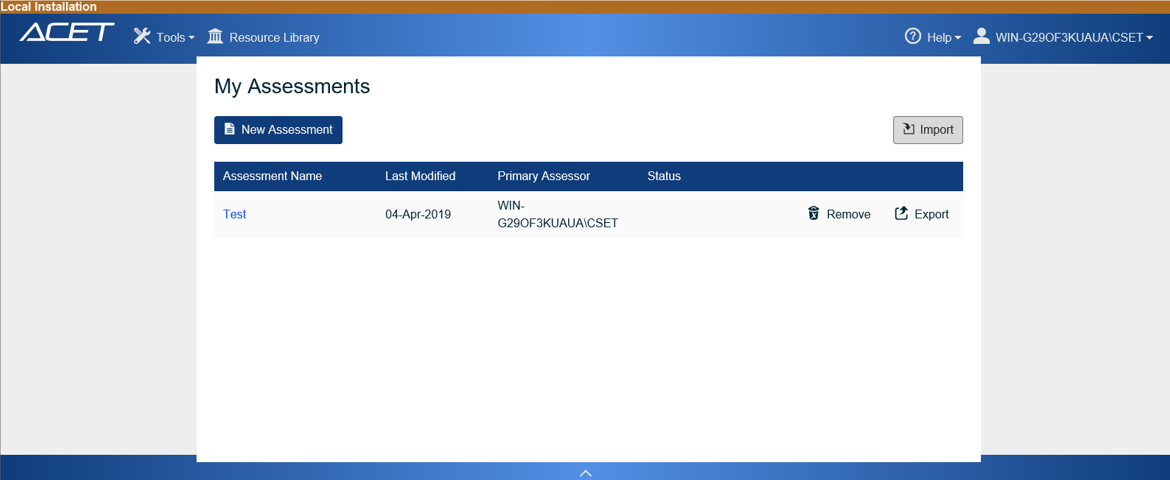 Local Installation
ACET Tools Resource Library Help WIN-G29OF3KUAUA\CSET
My Assessments
New Assessment Import
Assessment Name Last Modified Primary Assessor Status
Test 04-Apr-2019 WIN-
G29OF3KUAUA\CSET Remove Export